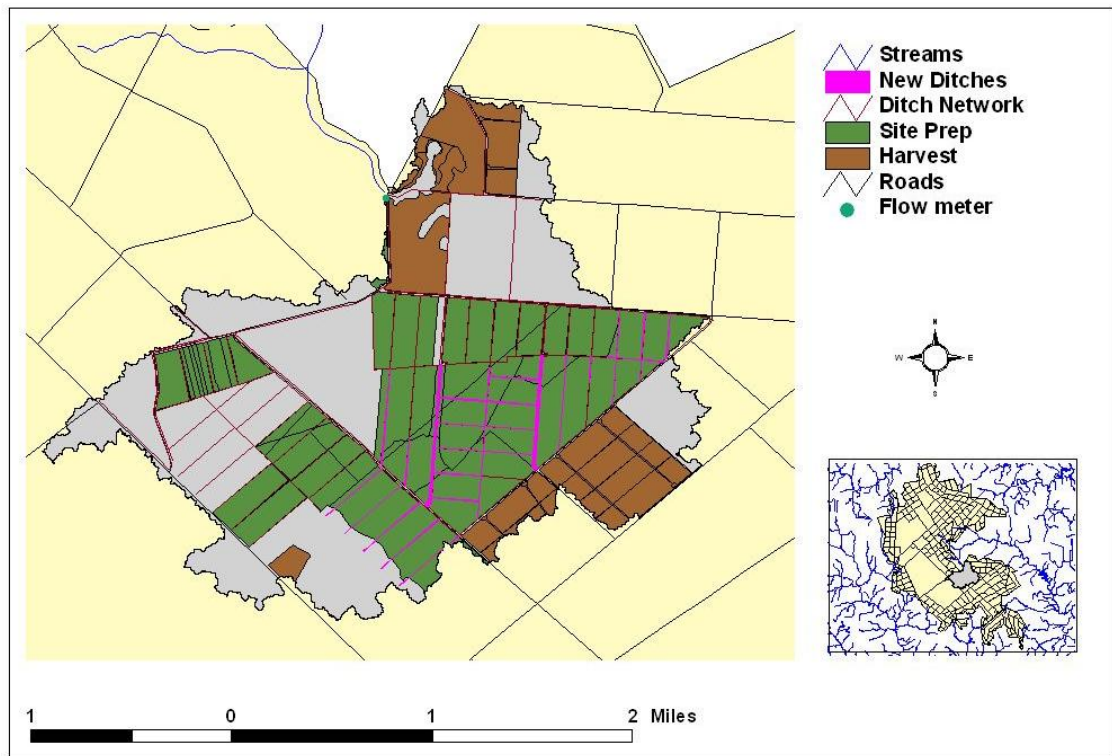 Streams
New Ditches
Ditch Network
Site Prep
Harvest
Roads
Flow meter
N
W E
S
1 0 1 2 Miles